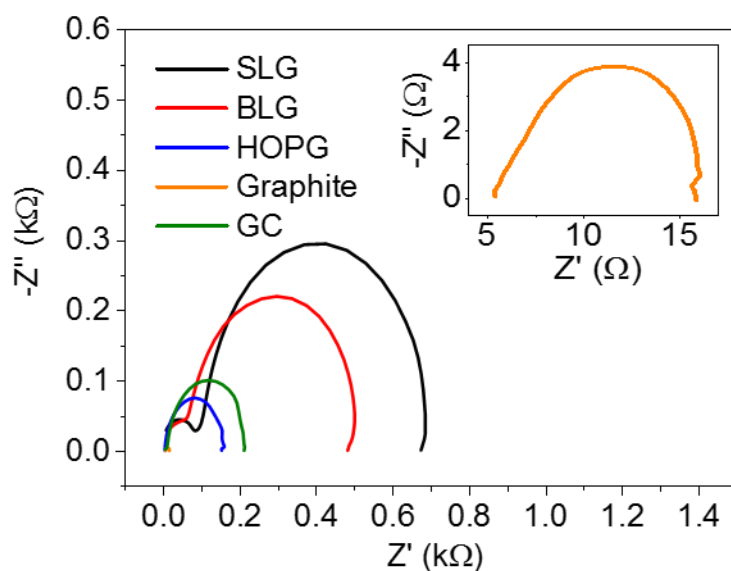 0.6
0.5
0.4
0.3
0.2
0.1
0.0
-Z'' (kΩ)
SLG
BLG
HOPG
Graphite
GC
4
2
0
-Z'' (Ω)
5 10 15
Z' (Ω)
0.0 0.2 0.4 0.6 0.8 1.0 1.2 1.4
Z' (kΩ)